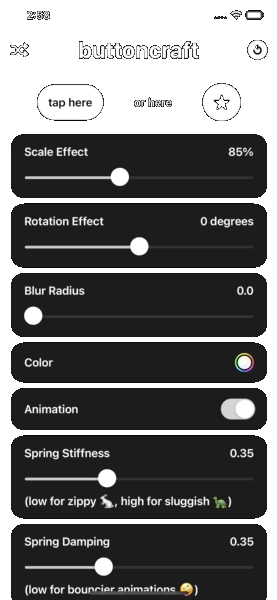 2:59
buttoncraft
tap here
or here
Scale Effect 85%
Rotation Effect 0 degrees
Blur Radius 0.0
Color
Animation
Spring Stiffness 0.35
(low for zippy 🐇, high for sluggish 🐢)
Spring Damping 0.35
(low for bouncier animations 🤪)